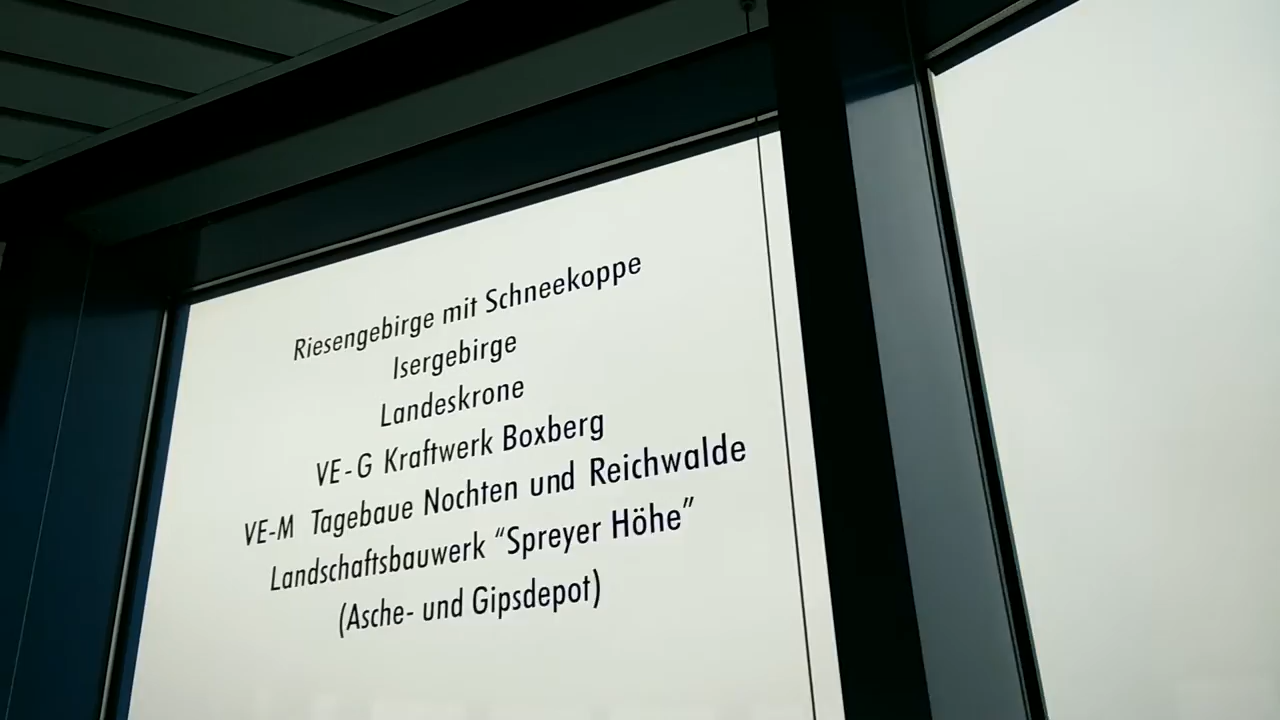 Riesengebirge mit Schneekoppe
Isergebirge
Landeskrone
VE-G Kraftwerk Boxberg
VE-M Tagebaue Nochten und Reichwalde
Landschaftsbauwerk “Spreyer Höhe”
(Asche- und Gipsdepot)